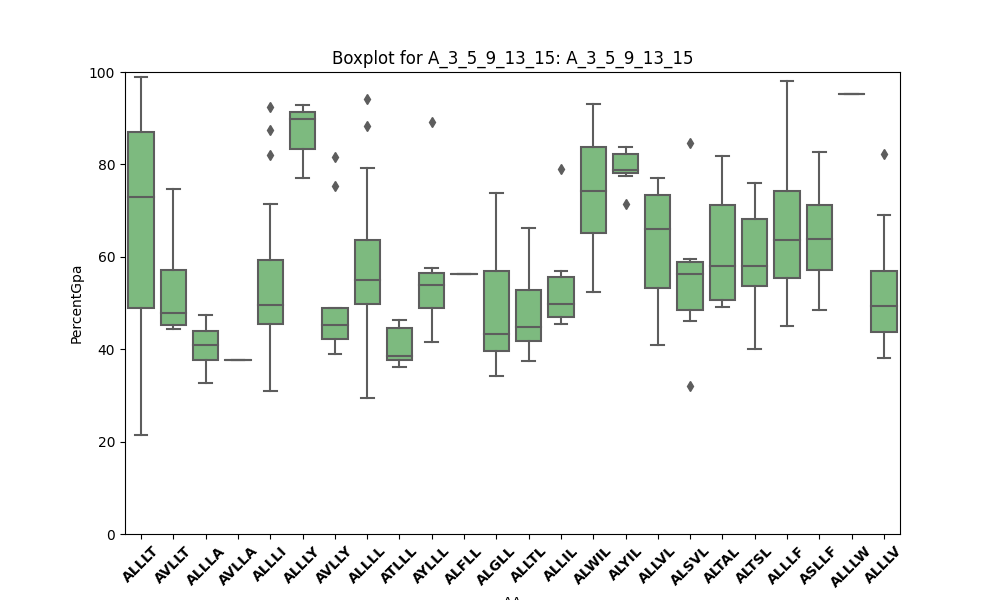 Boxplot for A_3_5_9_13_15: A_3_5_9_13_15
PercentGpa
100
80
60
40
20
0
ALLLT AVLLT ALLLA AVLLA ALLLI ALLLY AVLLY ALLLL ATLLL AYLLL ALFLL ALGLL ALLTL ALLIL ALWIL ALYIL ALLVL ALSVL ALTAL ALTSL ALLLF ASLLF ALLLW ALLLV